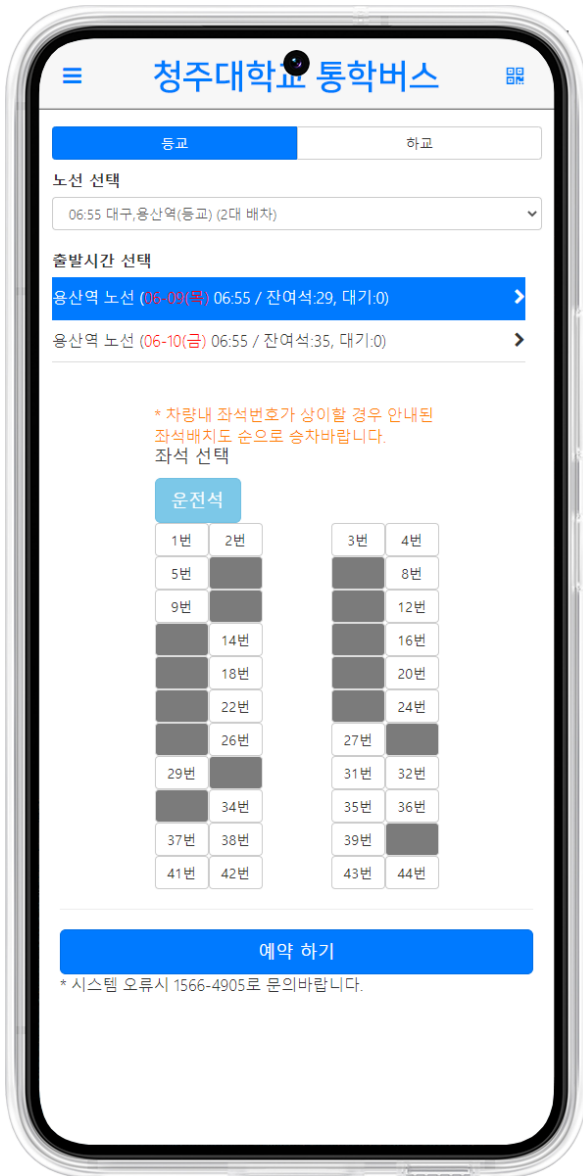 청주대학교 통학버스
등교 하교
노선 선택
06:55 대구,용산역(등교) (2대 배차)
출발시간 선택
용산역 노선 (06-09(목) 06:55 / 잔여석:29, 대기:0)
용산역 노선 (06-10(금) 06:55 / 잔여석:35, 대기:0)
* 차량내 좌석번호가 상이할 경우 안내된
좌석배치도 순으로 승차바랍니다.
좌석 선택
운전석
1번 2번 3번 4번
5번 8번
9번 12번
14번 16번
18번 20번
22번 24번
26번 27번
29번 31번 32번
34번 35번 36번
37번 38번 39번
41번 42번 43번 44번
예약 하기
* 시스템 오류시 1566-4905로 문의바랍니다.